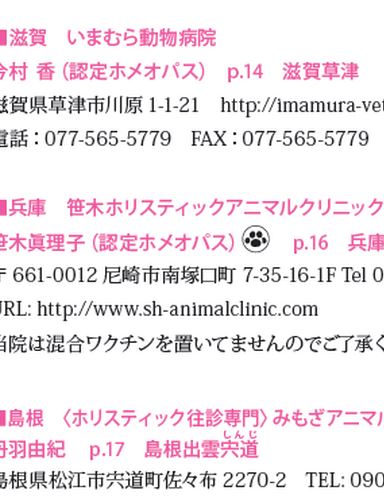 ■滋賀　いまむら動物病院
今村 香（認定ホメオパス）　p.14　滋賀草津
滋賀県草津市川原 1-1-21　http://imamura-vet
電話：077-565-5779　FAX：077-565-5779
■兵庫　笹木ホリスティックアニマルクリニック
笹木眞理子（認定ホメオパス）　p.16　兵庫
〒 661-0012 尼崎市南塚口町 7-35-16-1F Tel 0
URL: http://www.sh-animalclinic.com
当院は混合ワクチンを置いてませんのでご了承く
■島根　〈ホリスティック往診専門〉みもざアニマル
しんじ
丹羽由紀　p.17　島根出雲宍道
島根県松江市宍道町佐々布 2270-2　TEL: 090